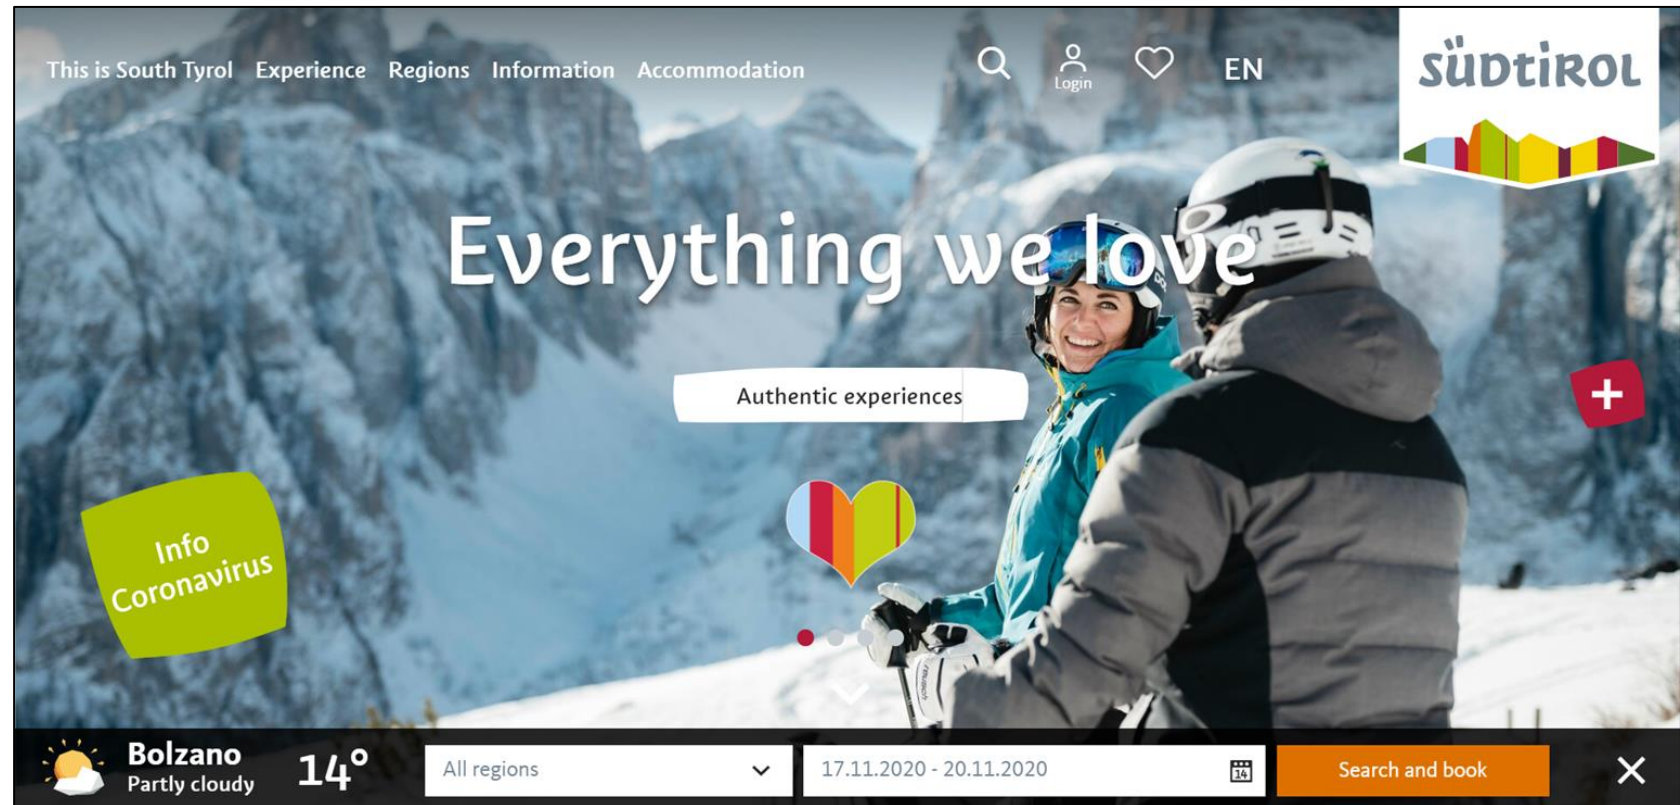 This is South Tyrol Experience Regions Information Accommodation
Login
EN
SÜDTIROL
Everything we love
Authentic experiences
+
Info
Coronavirus
Bolzano
Partly cloudy
14°
All regions
17.11.2020 - 20.11.2020
14
Search and book